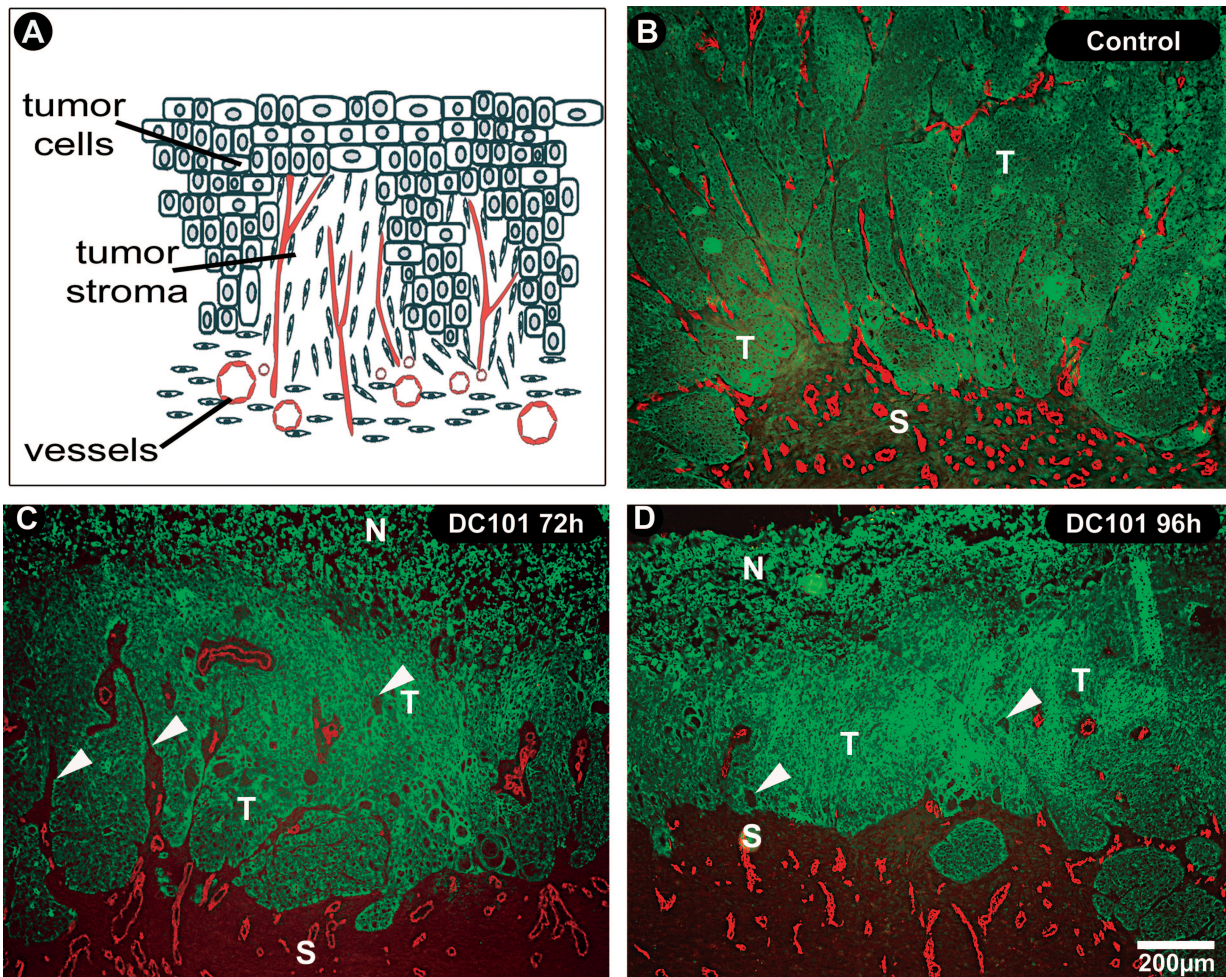 A
tumor
cells
tumor
stroma
vessels
B
Control
T
T
S
C
DC101 72h
N
T
T
S
D
DC101 96h
N
T
T
S
200µm